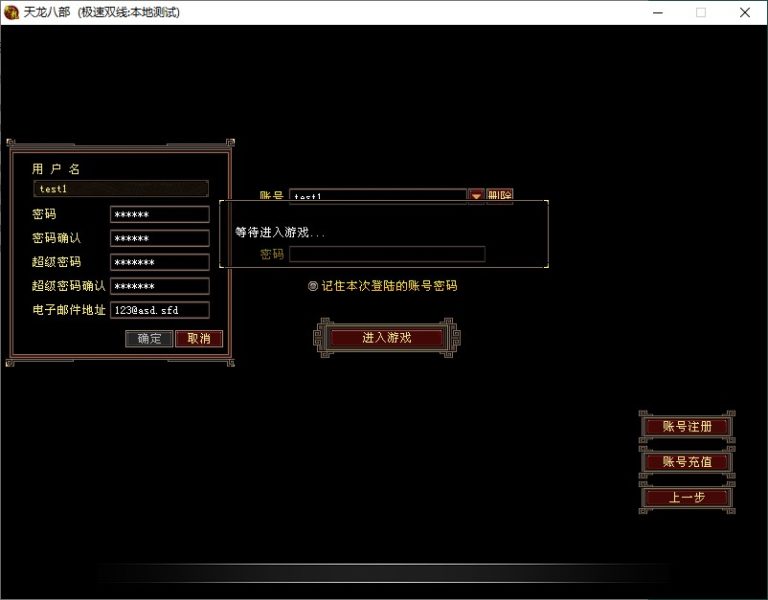 天龙八部 (极速双线:本地测试)
用 户 名
test1
密码 ******
密码确认 ******
超级密码 *******
超级密码确认 *******
电子邮件地址 123@asd.sfd
确定 取消
账号 test1 删除
等待进入游戏...
密码
记住本次登陆的账号密码
进入游戏
账号注册
账号充值
上一步